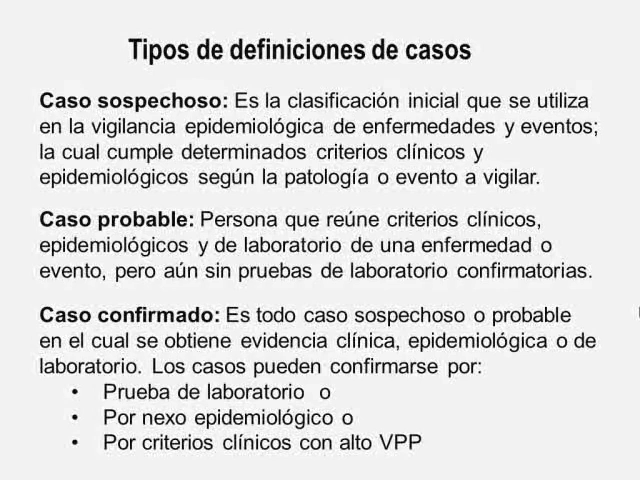 Tipos de definiciones de casos
Caso sospechoso: Es la clasificación inicial que se utiliza
en la vigilancia epidemiológica de enfermedades y eventos;
la cual cumple determinados criterios clínicos y
epidemiológicos según la patología o evento a vigilar.
Caso probable: Persona que reúne criterios clínicos,
epidemiológicos y de laboratorio de una enfermedad o
evento, pero aún sin pruebas de laboratorio confirmatorias.
Caso confirmado: Es todo caso sospechoso o probable
en el cual se obtiene evidencia clínica, epidemiológica o de
laboratorio. Los casos pueden confirmarse por:
• Prueba de laboratorio o
• Por nexo epidemiológico o
• Por criterios clínicos con alto VPP